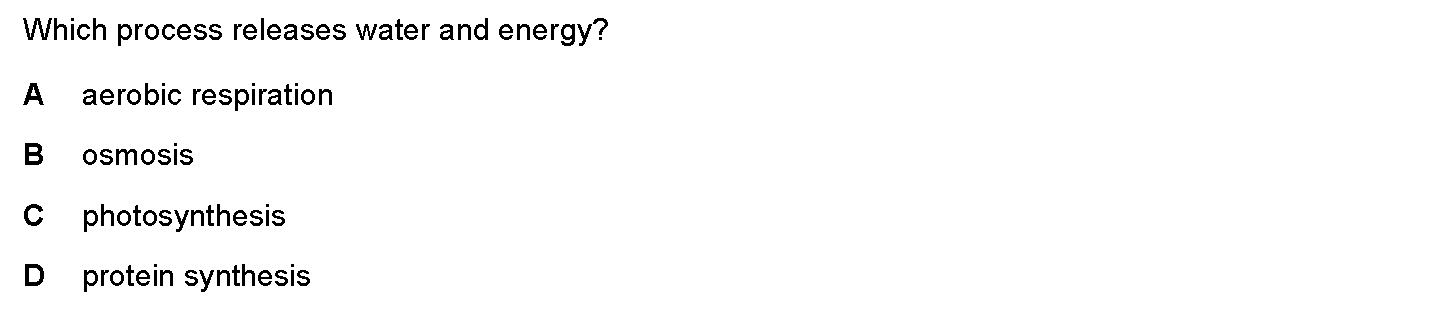 Which process releases water and energy?
A aerobic respiration
B osmosis
C photosynthesis
D protein synthesis